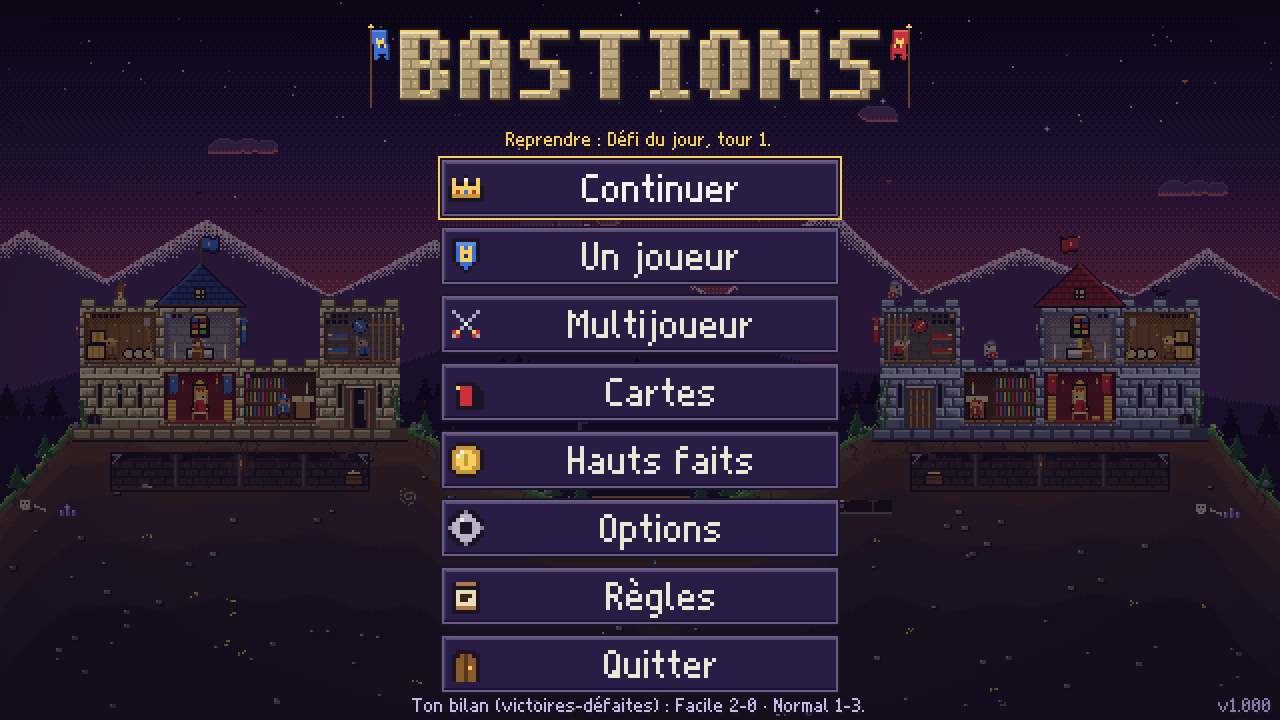 BASTIONS
Reprendre : Défi du jour, tour 1.
Continuer
Un joueur
Multijoueur
Cartes
Hauts faits
Options
Règles
Quitter
Ton bilan (victoires-défaites) : Facile 2-0 · Normal 1-3.
v1.000